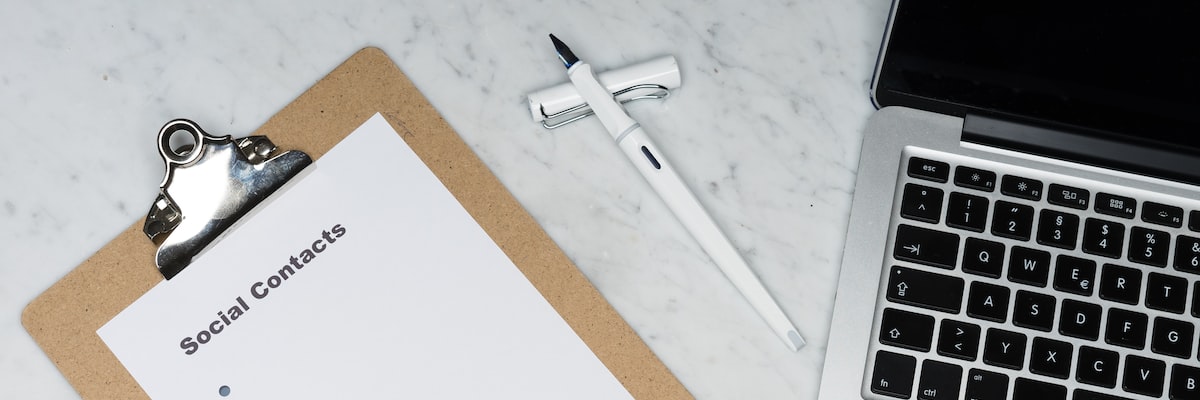 Social Contacts
esc F1 F2 F3 F4 F5
^ ! 1 " 2 § 3 $ 4 % 5 & 6
Q W E € R T
A S D F G
> < Y X C V B
fn ctrl alt